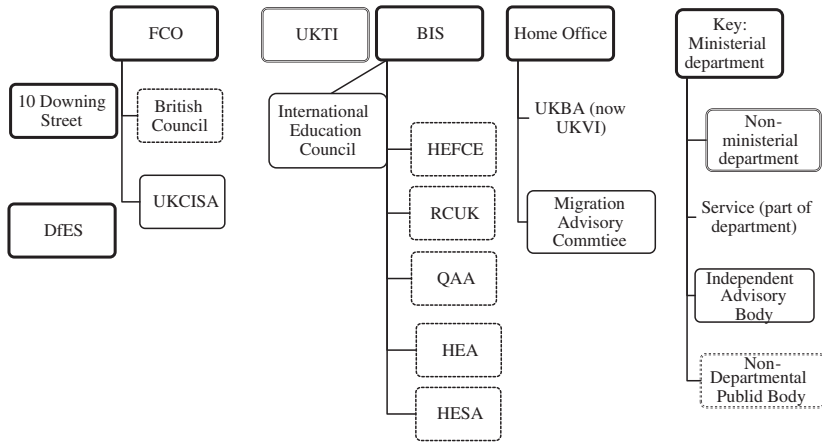 FCO
10 Downing
Street
British
Council
UKCISA
DfES
UKTI
BIS
International
Education
Council
HEFCE
RCUK
QAA
HEA
HESA
Home Office
UKBA (now
UKVI)
Migration
Advisory
Commtiee
Key:
Ministerial
department
Non-
ministerial
department
Service (part of
department)
Independent
Advisory
Body
Non-
Departmental
Publid Body